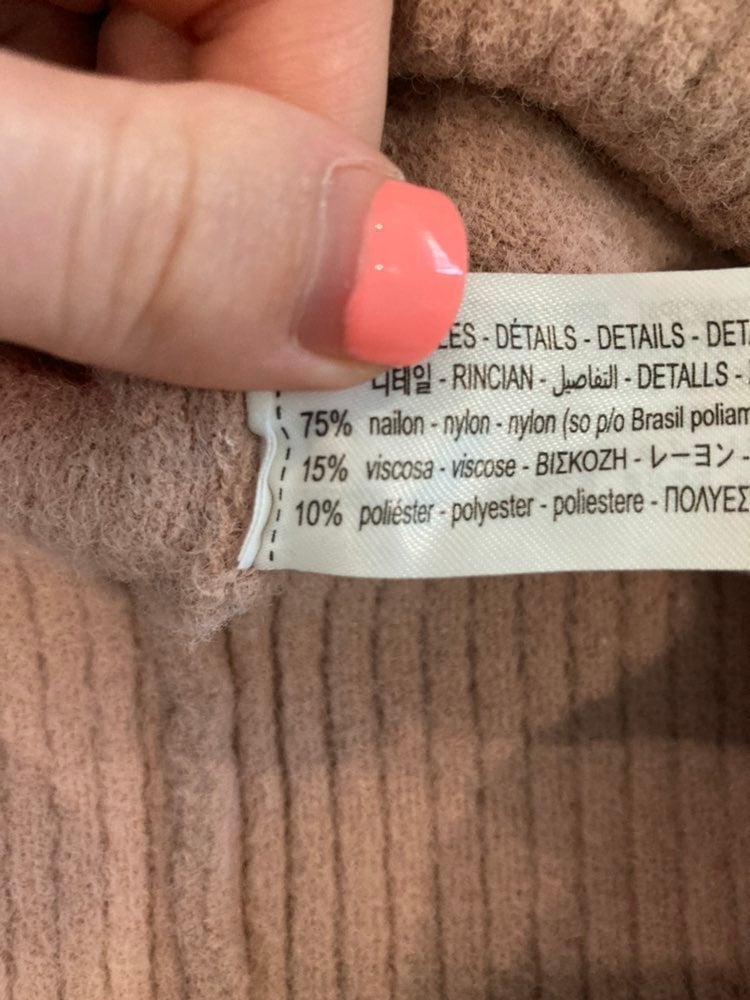 - DÉTAILS - DETAILS -
디테일 - RINCIAN - التفاصيل - DETALLS -
75% nailon - nylon - nylon (so p/o Brasil
15% viscosa - viscose - ΒΙΣΚΟΖΗ - レーヨン -
10% poliéster - polyester - poliestere -